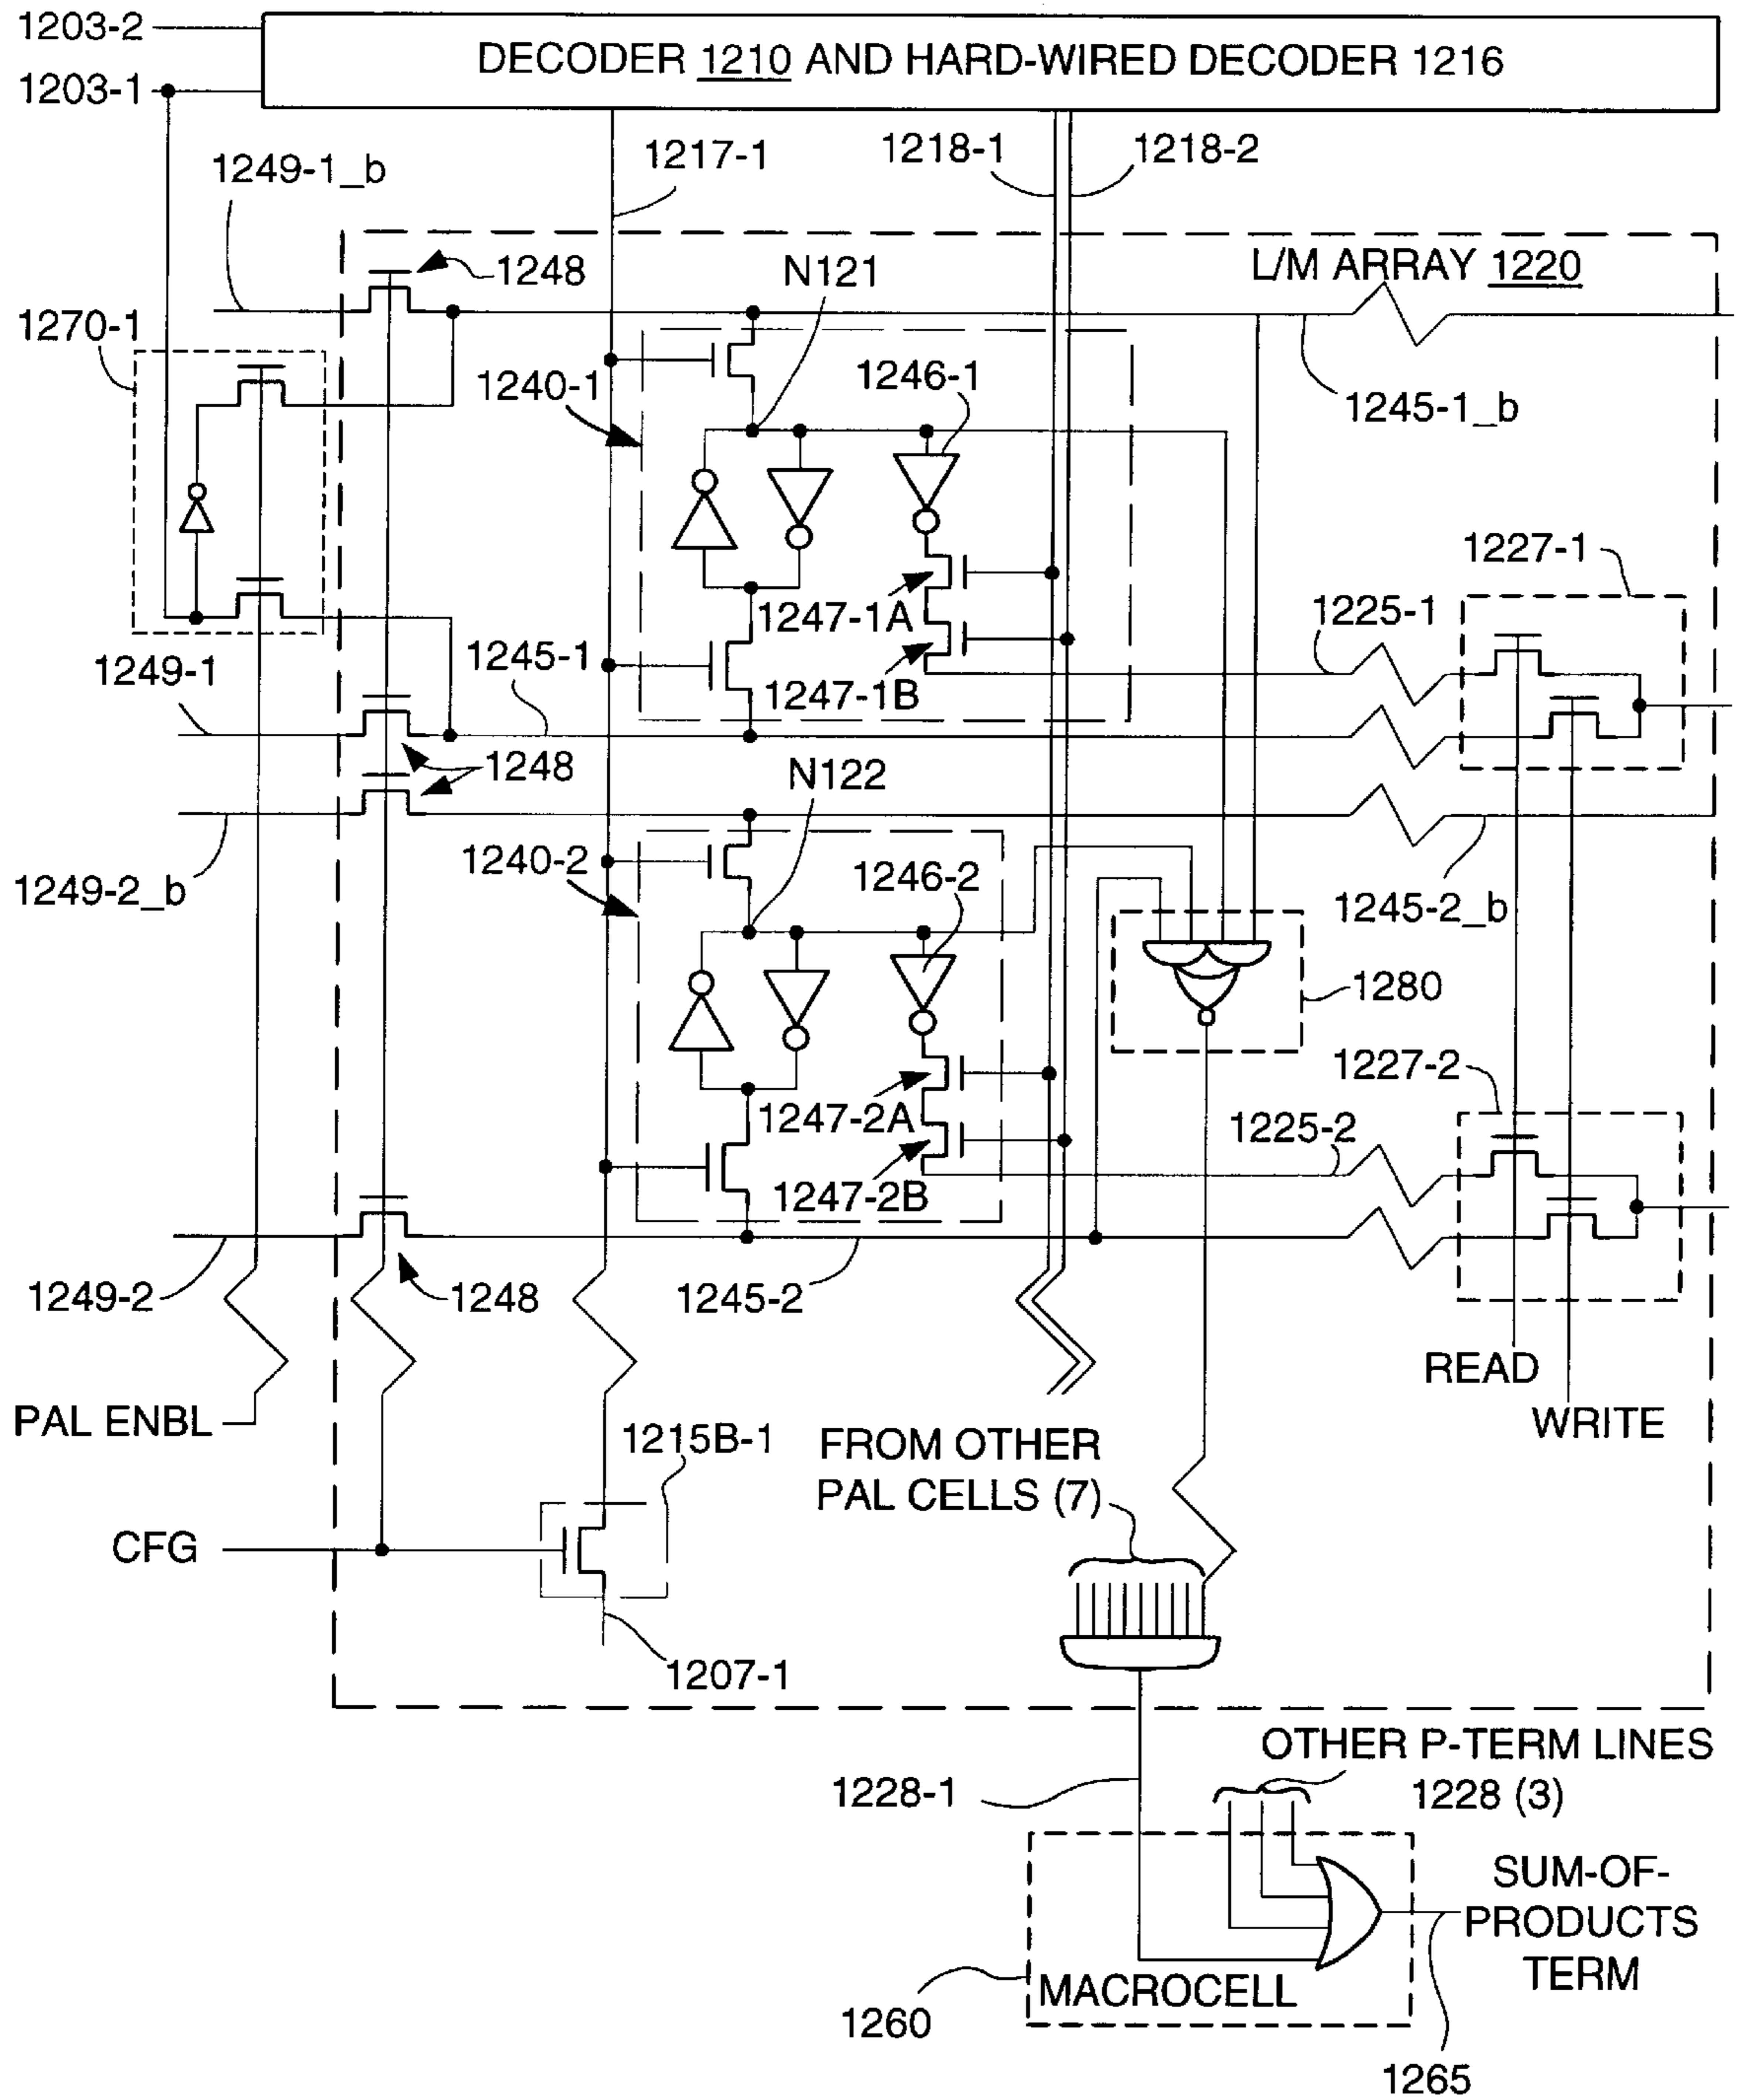 1203-2
DECODER 1210 AND HARD-WIRED DECODER 1216
1203-1
1217-1
1218-1
1218-2
1249-1_b
L/M ARRAY 1220
1248
N121
1270-1
1240-1
1246-1
1245-1_b
1227-1
1247-1A
1225-1
1249-1
1245-1
1247-1B
1248
N122
1240-2
1246-2
1249-2_b
1245-2_b
1280
1227-2
1247-2A
1225-2
1247-2B
1249-2
1248
1245-2
READ
PAL ENBL
WRITE
1215B-1
FROM OTHER
PAL CELLS (7)
CFG
1207-1
OTHER P-TERM LINES
1228 (3)
1228-1
SUM-OF-
PRODUCTS
TERM
MACROCELL
1260
1265